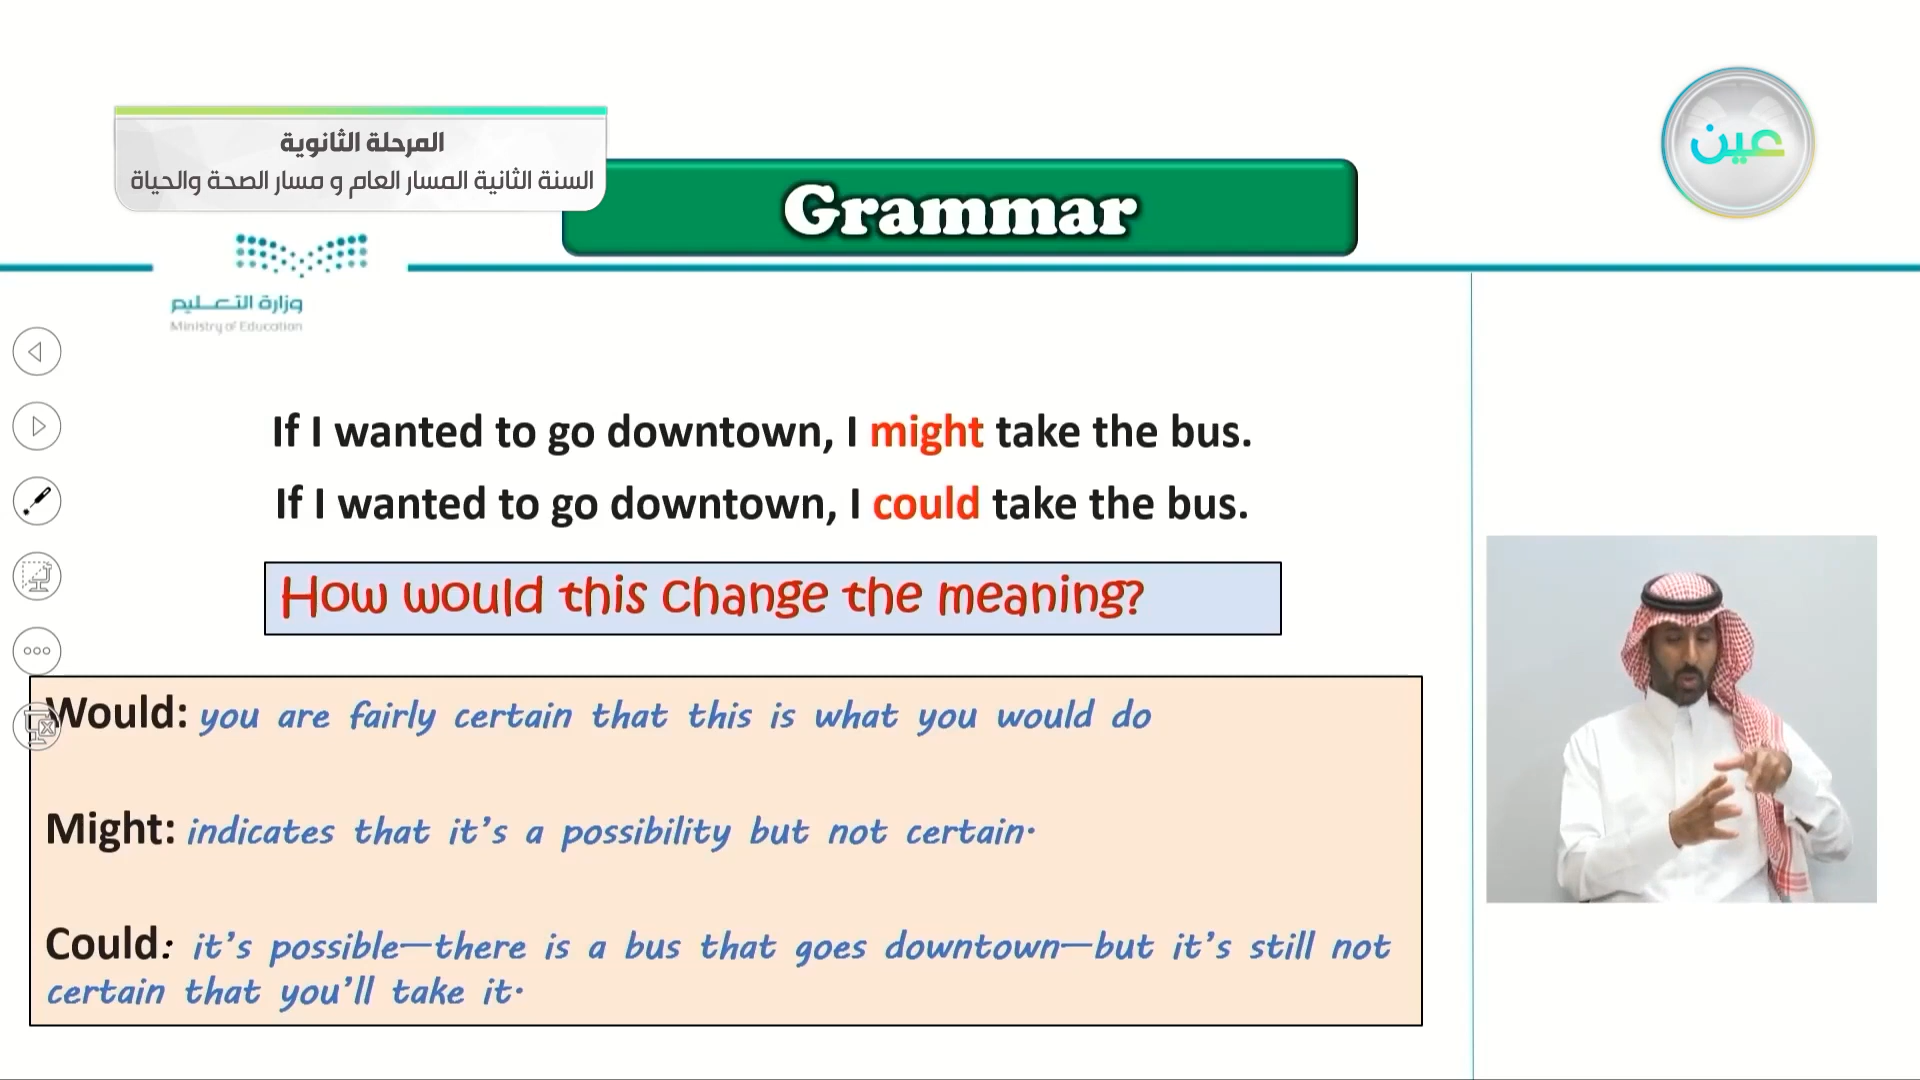 المرحلة الثانوية
السنة الثانية المسار العام و مسار الصحة والحياة
عين
Grammar
وزارة التعليم
Ministry of Education
If I wanted to go downtown, I might take the bus.
If I wanted to go downtown, I could take the bus.
How would this change the meaning?
Would: you are fairly certain that this is what you would do
Might: indicates that it's a possibility but not certain.
Could: it's possible—there is a bus that goes downtown—but it's still not
certain that you'll take it.